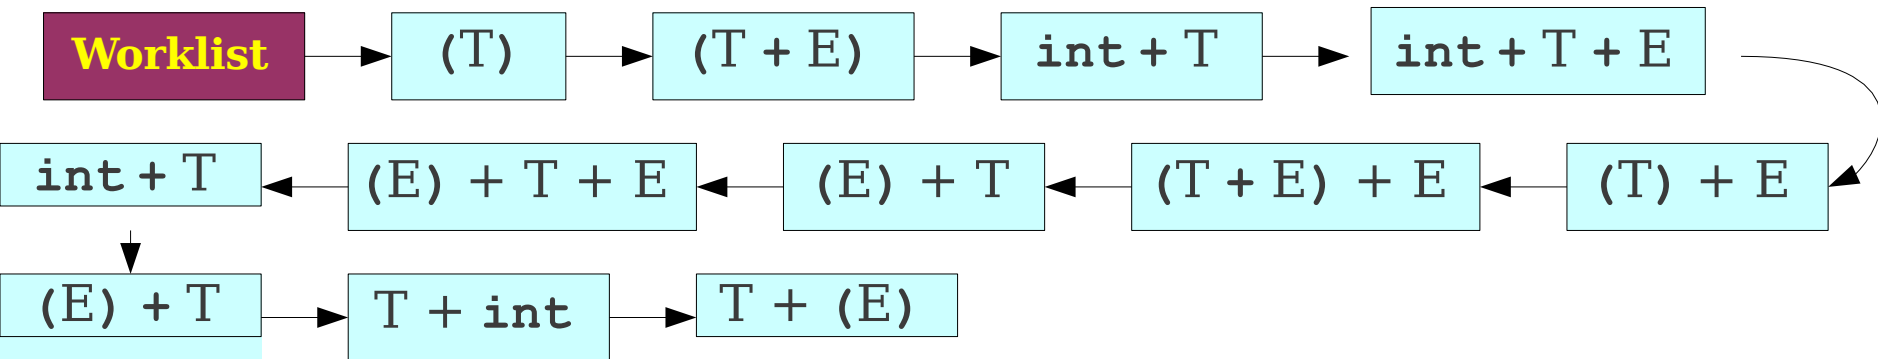 Worklist (T) (T + E) int + T int + T + E
int + T (E) + T + E (E) + T (T + E) + E (T) + E
(E) + T T + int T + (E)